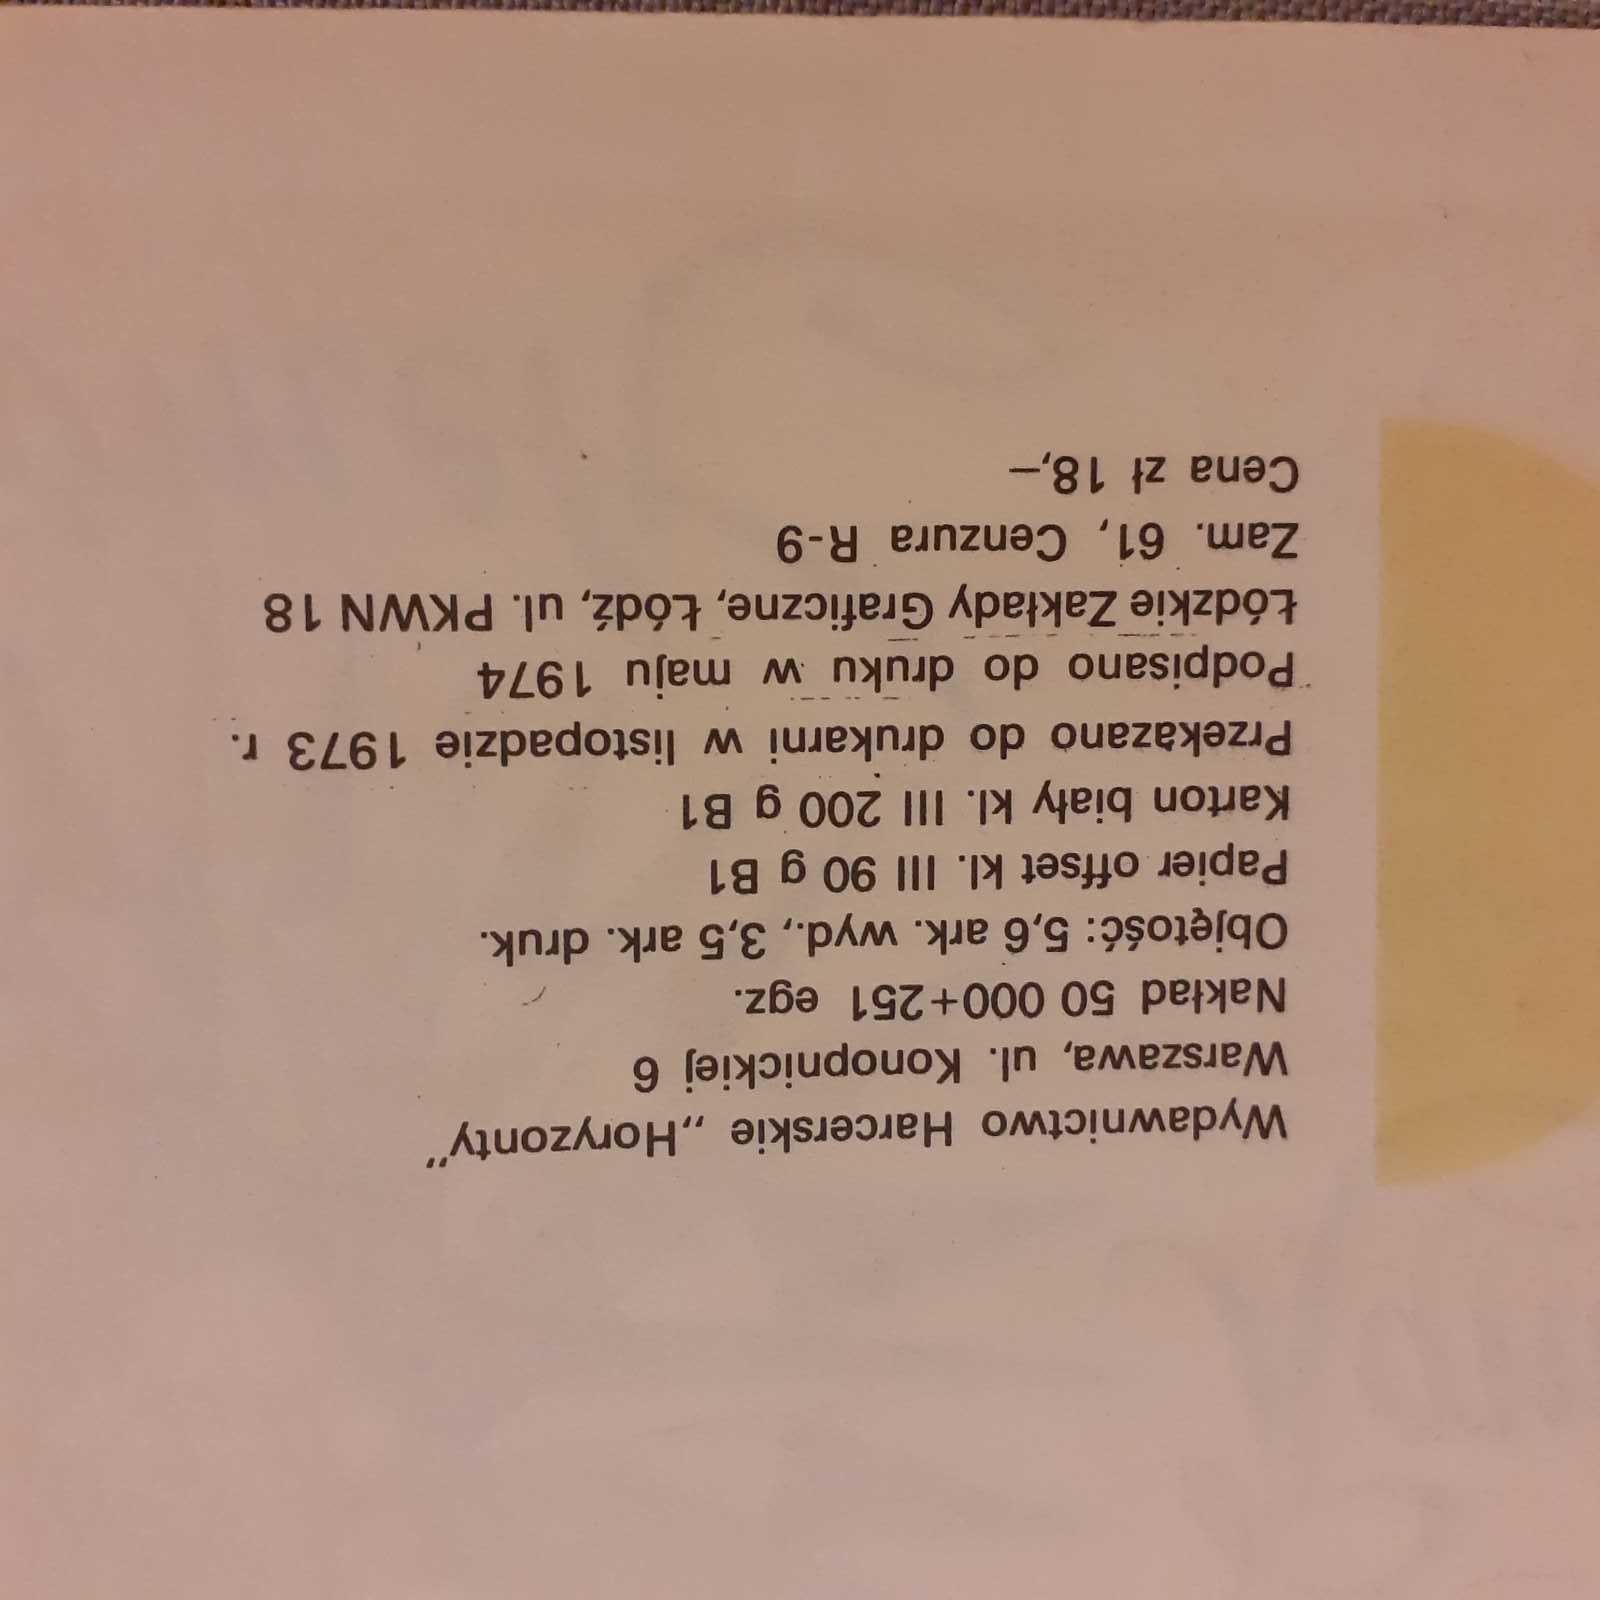 Wydawnictwo Harcerskie ,,Horyzonty"
Warszawa, ul. Konopnickiej 6
Nakład 50 000+251 egz.
Objętość: 5,6 ark. wyd., 3,5 ark. druk.
Papier offset kl. III 90 g B1
Karton biały kl. III 200 g B1
Przekazano do drukarni w listopadzie 1973 r.
Podpisano do druku w maju 1974
Łódzkie Zakłady Graficzne, Łódź, ul. PKWN 18
Zam. 61, Cenzura R-9
Cena zł 18,—